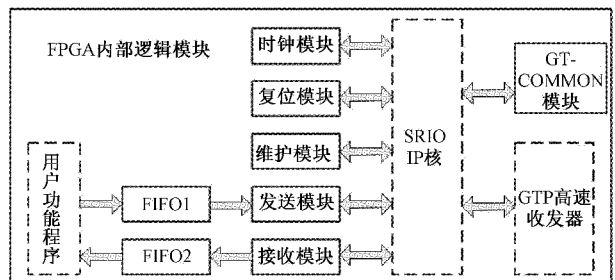 FPGA内部逻辑模块
时钟模块
复位模块
维护模块
发送模块
接收模块
用户功能程序
FIFO1
FIFO2
SRIO
IP核
GT-
COMMON
模块
GTP高速
收发器